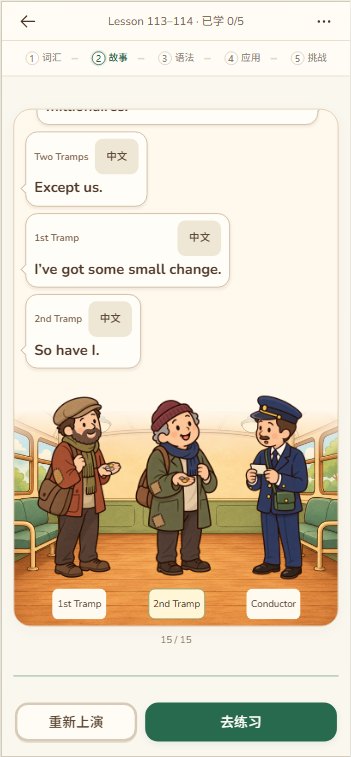 Lesson 113–114 · 已学 0/5
1 词汇 2 故事 3 语法 4 应用 5 挑战
Two Tramps 中文
Except us.
1st Tramp 中文
I've got some small change.
2nd Tramp 中文
So have I.
1st Tramp 2nd Tramp Conductor
15 / 15
重新上演 去练习